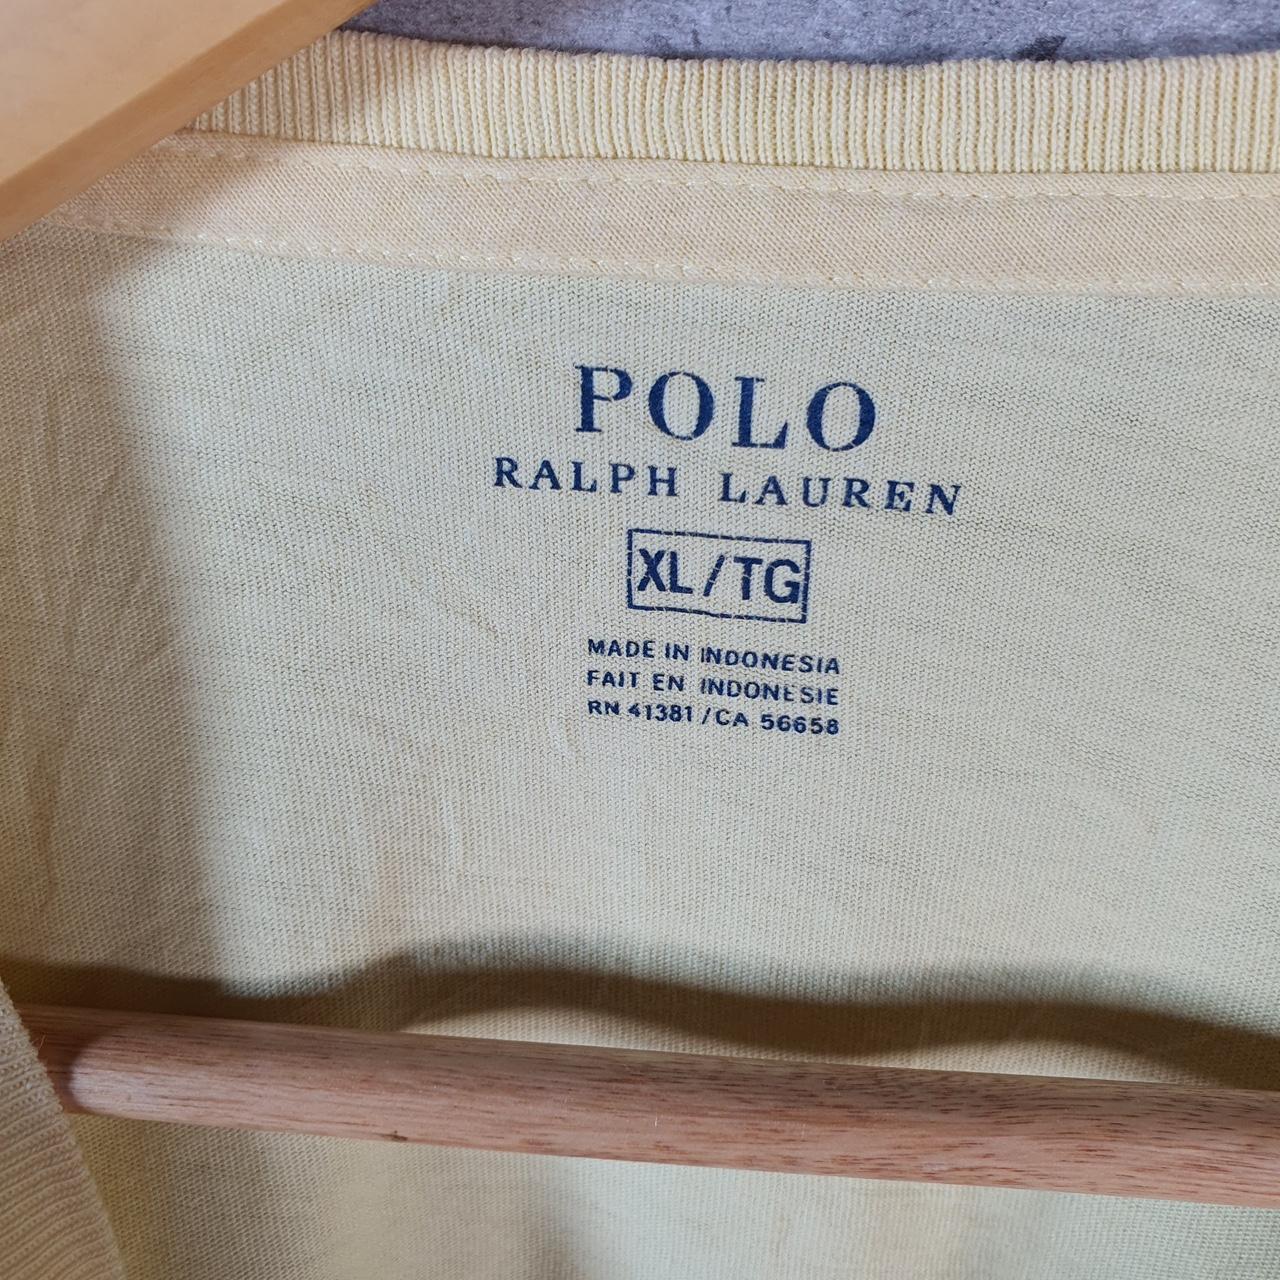 POLO
RALPH LAUREN
XL/TG
MADE IN INDONESIA
FAIT EN INDONESIE
RN 41381 / CA 56658